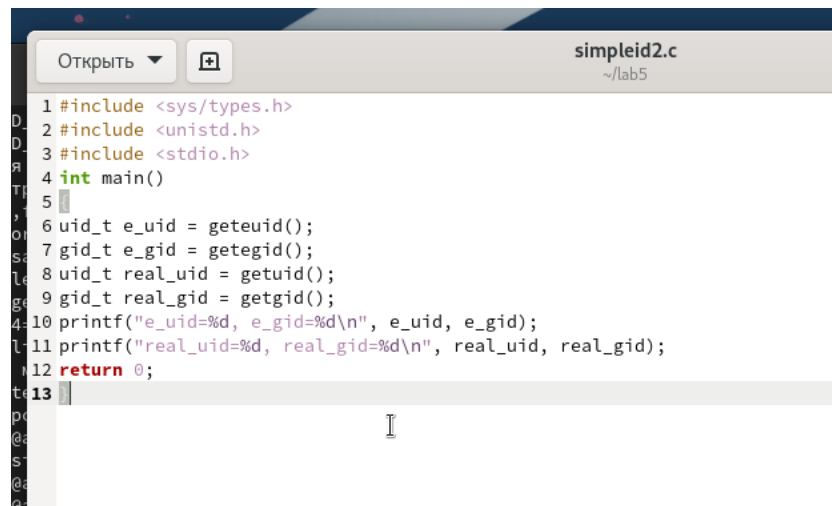 Открыть
simpleid2.c
~/lab5
1 #include <sys/types.h>
2 #include <unistd.h>
3 #include <stdio.h>
4 int main()
5 {
6 uid_t e_uid = geteuid();
7 gid_t e_gid = getegid();
8 uid_t real_uid = getuid();
9 gid_t real_gid = getgid();
10 printf("e_uid=%d, e_gid=%d\n", e_uid, e_gid);
11 printf("real_uid=%d, real_gid=%d\n", real_uid, real_gid);
12 return 0;
13 }